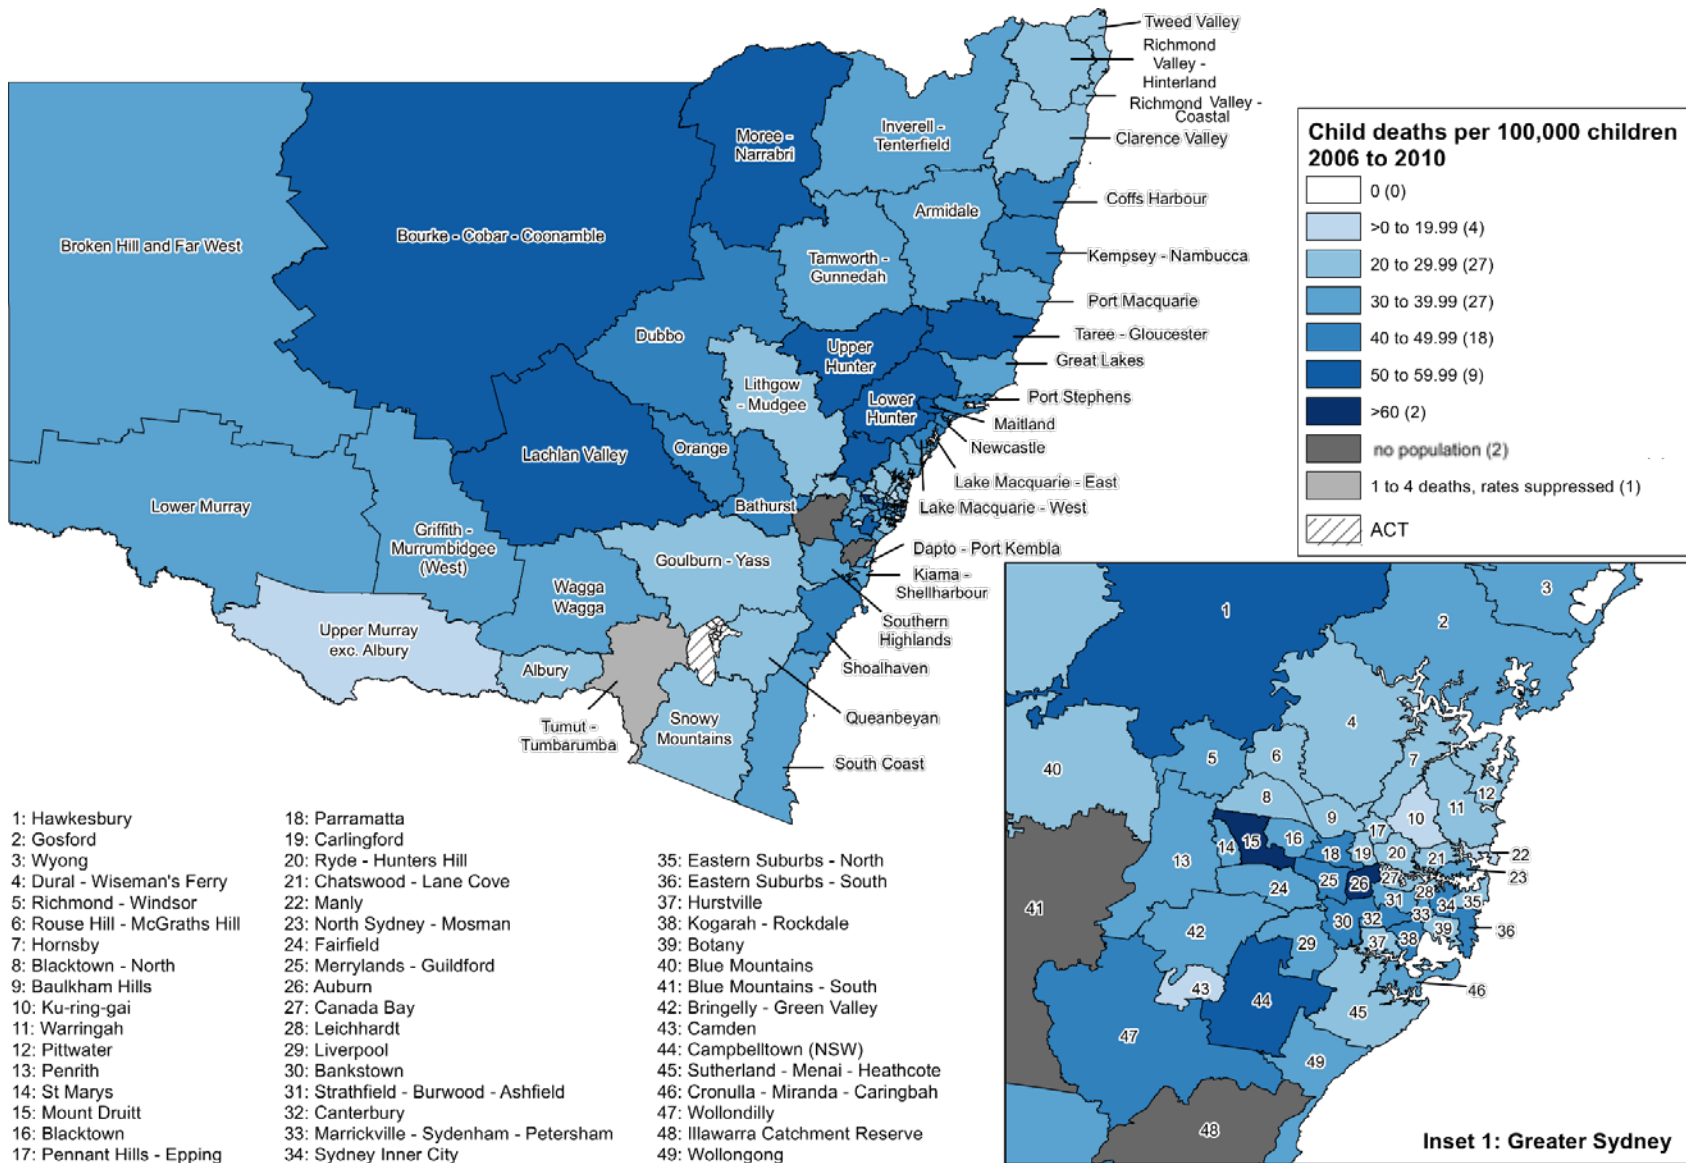 Tweed Valley
Richmond
Valley -
Hinterland
Richmond Valley -
Coastal
Clarence Valley
Moree -
Narrabri
Inverell -
Tenterfield
Coffs Harbour
Armidale
Broken Hill and Far West
Bourke - Cobar - Coonamble
Tamworth -
Gunnedah
Kempsey - Nambucca
Port Macquarie
Dubbo
Taree - Gloucester
Upper
Hunter
Great Lakes
Lithgow
- Mudgee
Lower
Hunter
Port Stephens
Maitland
Newcastle
Orange
Lachlan Valley
Lake Macquarie - East
Lake Macquarie - West
Lower Murray
Bathurst
Griffith -
Murrumbidgee
(West)
Goulburn - Yass
Dapto - Port Kembla
Kiama -
Shellharbour
Wagga
Wagga
Southern
Highlands
Upper Murray
exc. Albury
Shoalhaven
Albury
Queanbeyan
Tumut -
Tumbarumba
Snowy
Mountains
South Coast
Child deaths per 100,000 children
2006 to 2010
0 (0)
>0 to 19.99 (4)
20 to 29.99 (27)
30 to 39.99 (27)
40 to 49.99 (18)
50 to 59.99 (9)
>60 (2)
no population (2)
1 to 4 deaths, rates suppressed (1)
ACT
1: Hawkesbury
2: Gosford
3: Wyong
4: Dural - Wiseman's Ferry
5: Richmond - Windsor
6: Rouse Hill - McGraths Hill
7: Hornsby
8: Blacktown - North
9: Baulkham Hills
10: Ku-ring-gai
11: Warringah
12: Pittwater
13: Penrith
14: St Marys
15: Mount Druitt
16: Blacktown
17: Pennant Hills - Epping
18: Parramatta
19: Carlingford
20: Ryde - Hunters Hill
21: Chatswood - Lane Cove
22: Manly
23: North Sydney - Mosman
24: Fairfield
25: Merrylands - Guildford
26: Auburn
27: Canada Bay
28: Leichhardt
29: Liverpool
30: Bankstown
31: Strathfield - Burwood - Ashfield
32: Canterbury
33: Marrickville - Sydenham - Petersham
34: Sydney Inner City
35: Eastern Suburbs - North
36: Eastern Suburbs - South
37: Hurstville
38: Kogarah - Rockdale
39: Botany
40: Blue Mountains
41: Blue Mountains - South
42: Bringelly - Green Valley
43: Camden
44: Campbelltown (NSW)
45: Sutherland - Menai - Heathcote
46: Cronulla - Miranda - Caringbah
47: Wollondilly
48: Illawarra Catchment Reserve
49: Wollongong
1
2
3
4
5
6
7
8
9
10
11
12
13
14
15
16
17
18
19
20
21
22
23
24
25
26
27
28
29
30
31
32
33
34
35
36
37
38
39
40
41
42
43
44
45
46
47
48
49
Inset 1: Greater Sydney